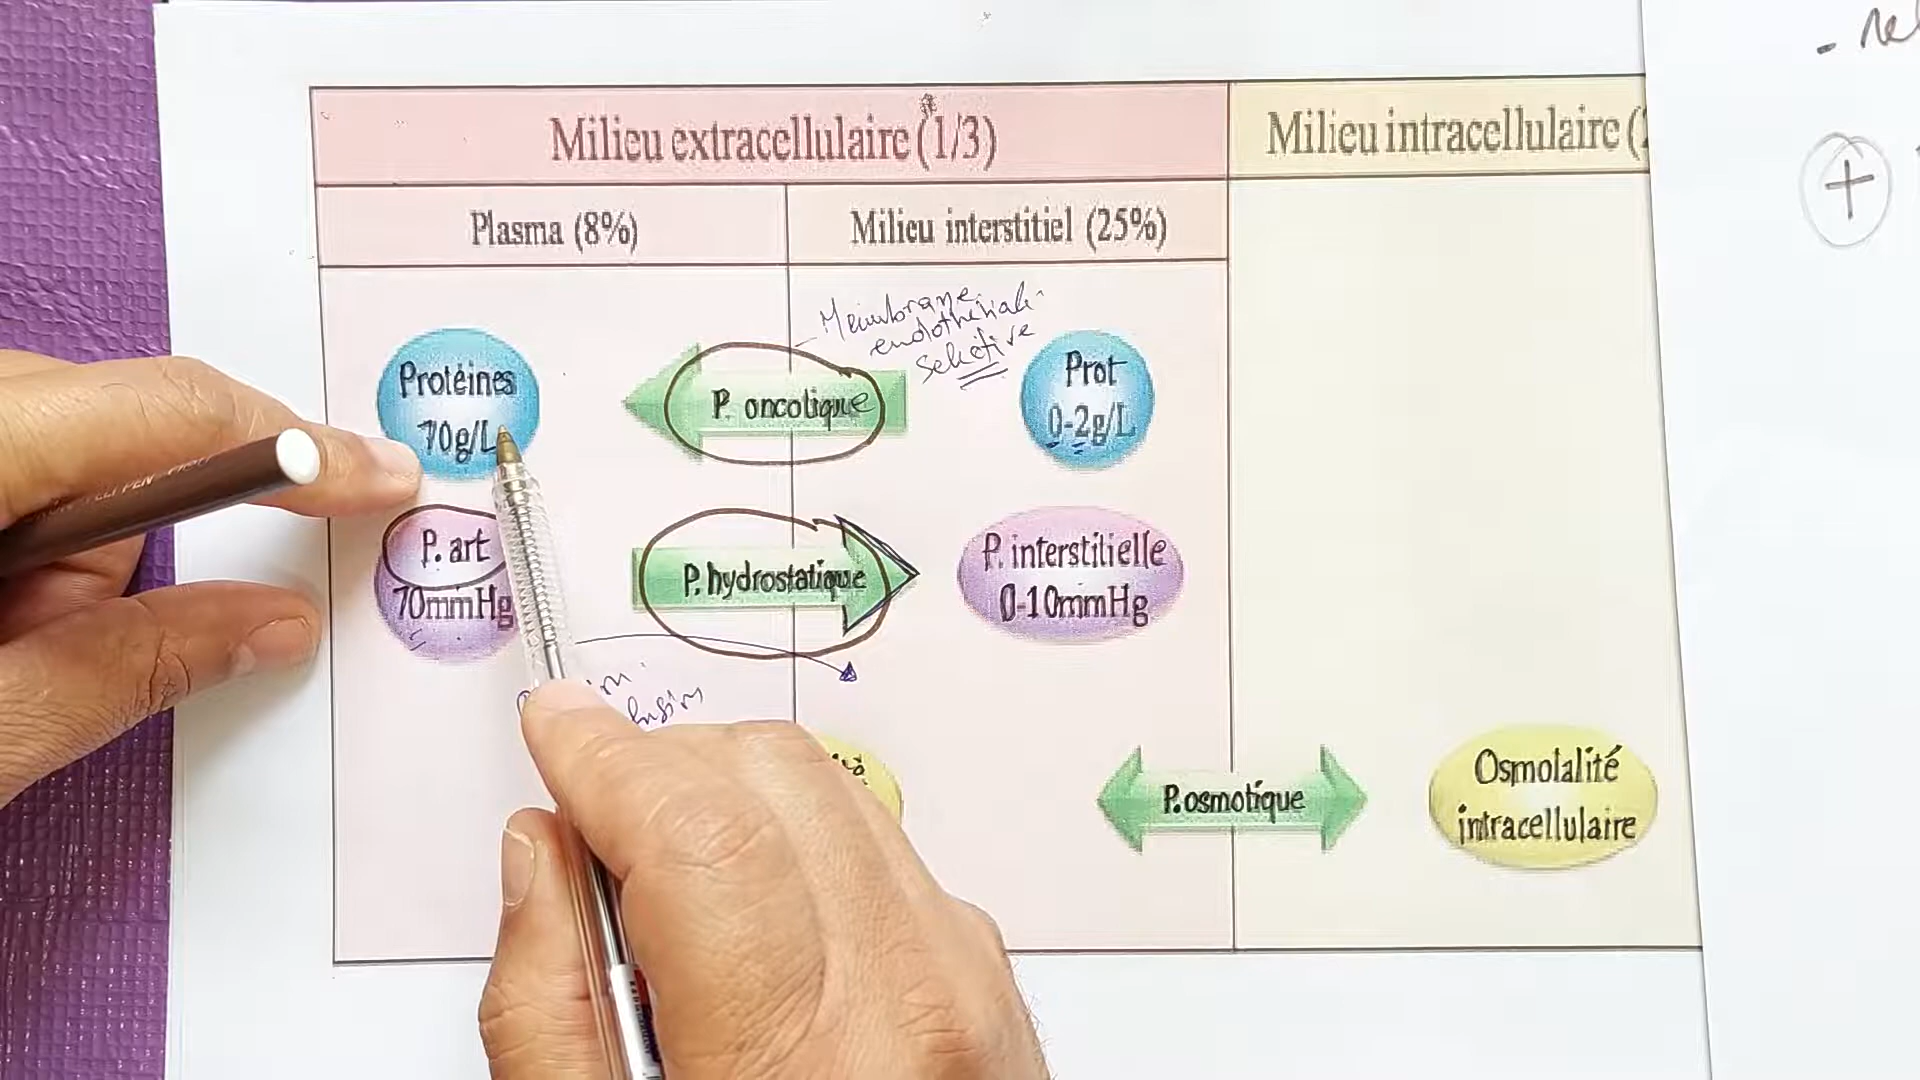 Milieu extracellulaire (1/3)
Milieu intracellulaire (
Plasma (8%)
Milieu interstitiel (25%)
Membrane
endothéliale
sélective
Protéines
70g/L
P. oncotique
Prot
0-2g/L
P. art
70mmHg
P. hydrostatique
P. interstitielle
0-10mmHg
P. osmotique
Osmolalité
intracellulaire
+